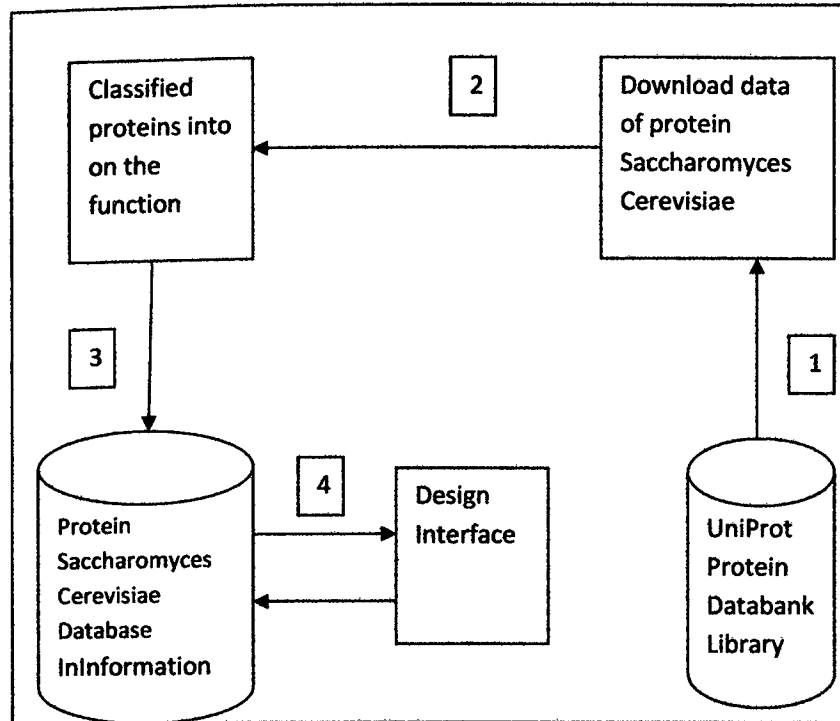 Classified
proteins into
on the
function
2
Download data
of protein
Saccharomyces
Cerevisiae
3
1
Protein
Saccharomyces
Cerevisiae
Database
InInformation
4
Design
Interface
UniProt
Protein
Databank
Library